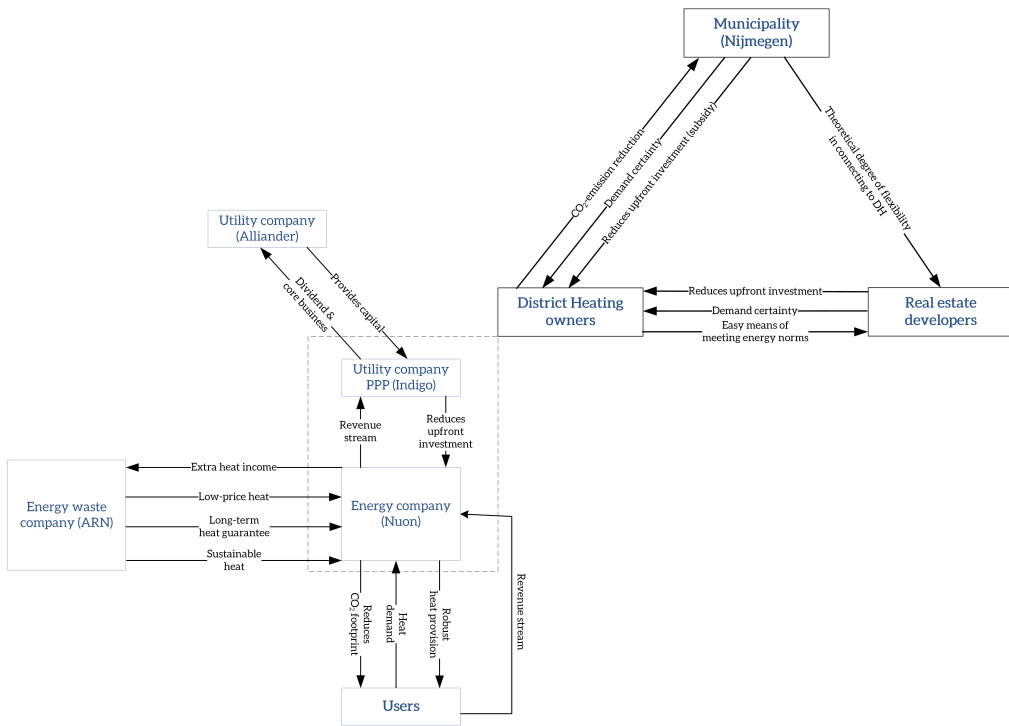 Municipality
(Nijmegen)
CO₂-emission reduction
Demand certainty
Reduces upfront investment (subsidy)
Theoretical degree of flexibility
in connecting to DH
Utility company
(Alliander)
Dividend &
core business
Provides capital
District Heating
owners
Reduces upfront investment
Demand certainty
Easy means of
meeting energy norms
Real estate
developers
Utility company
PPP (Indigo)
Revenue
stream
Reduces
upfront
investment
Energy waste
company (ARN)
Extra heat income
Low-price heat
Long-term
heat guarantee
Sustainable
heat
Energy company
(Nuon)
Reduces
CO₂ footprint
Heat
demand
Robust
heat provision
Revenue stream
Users